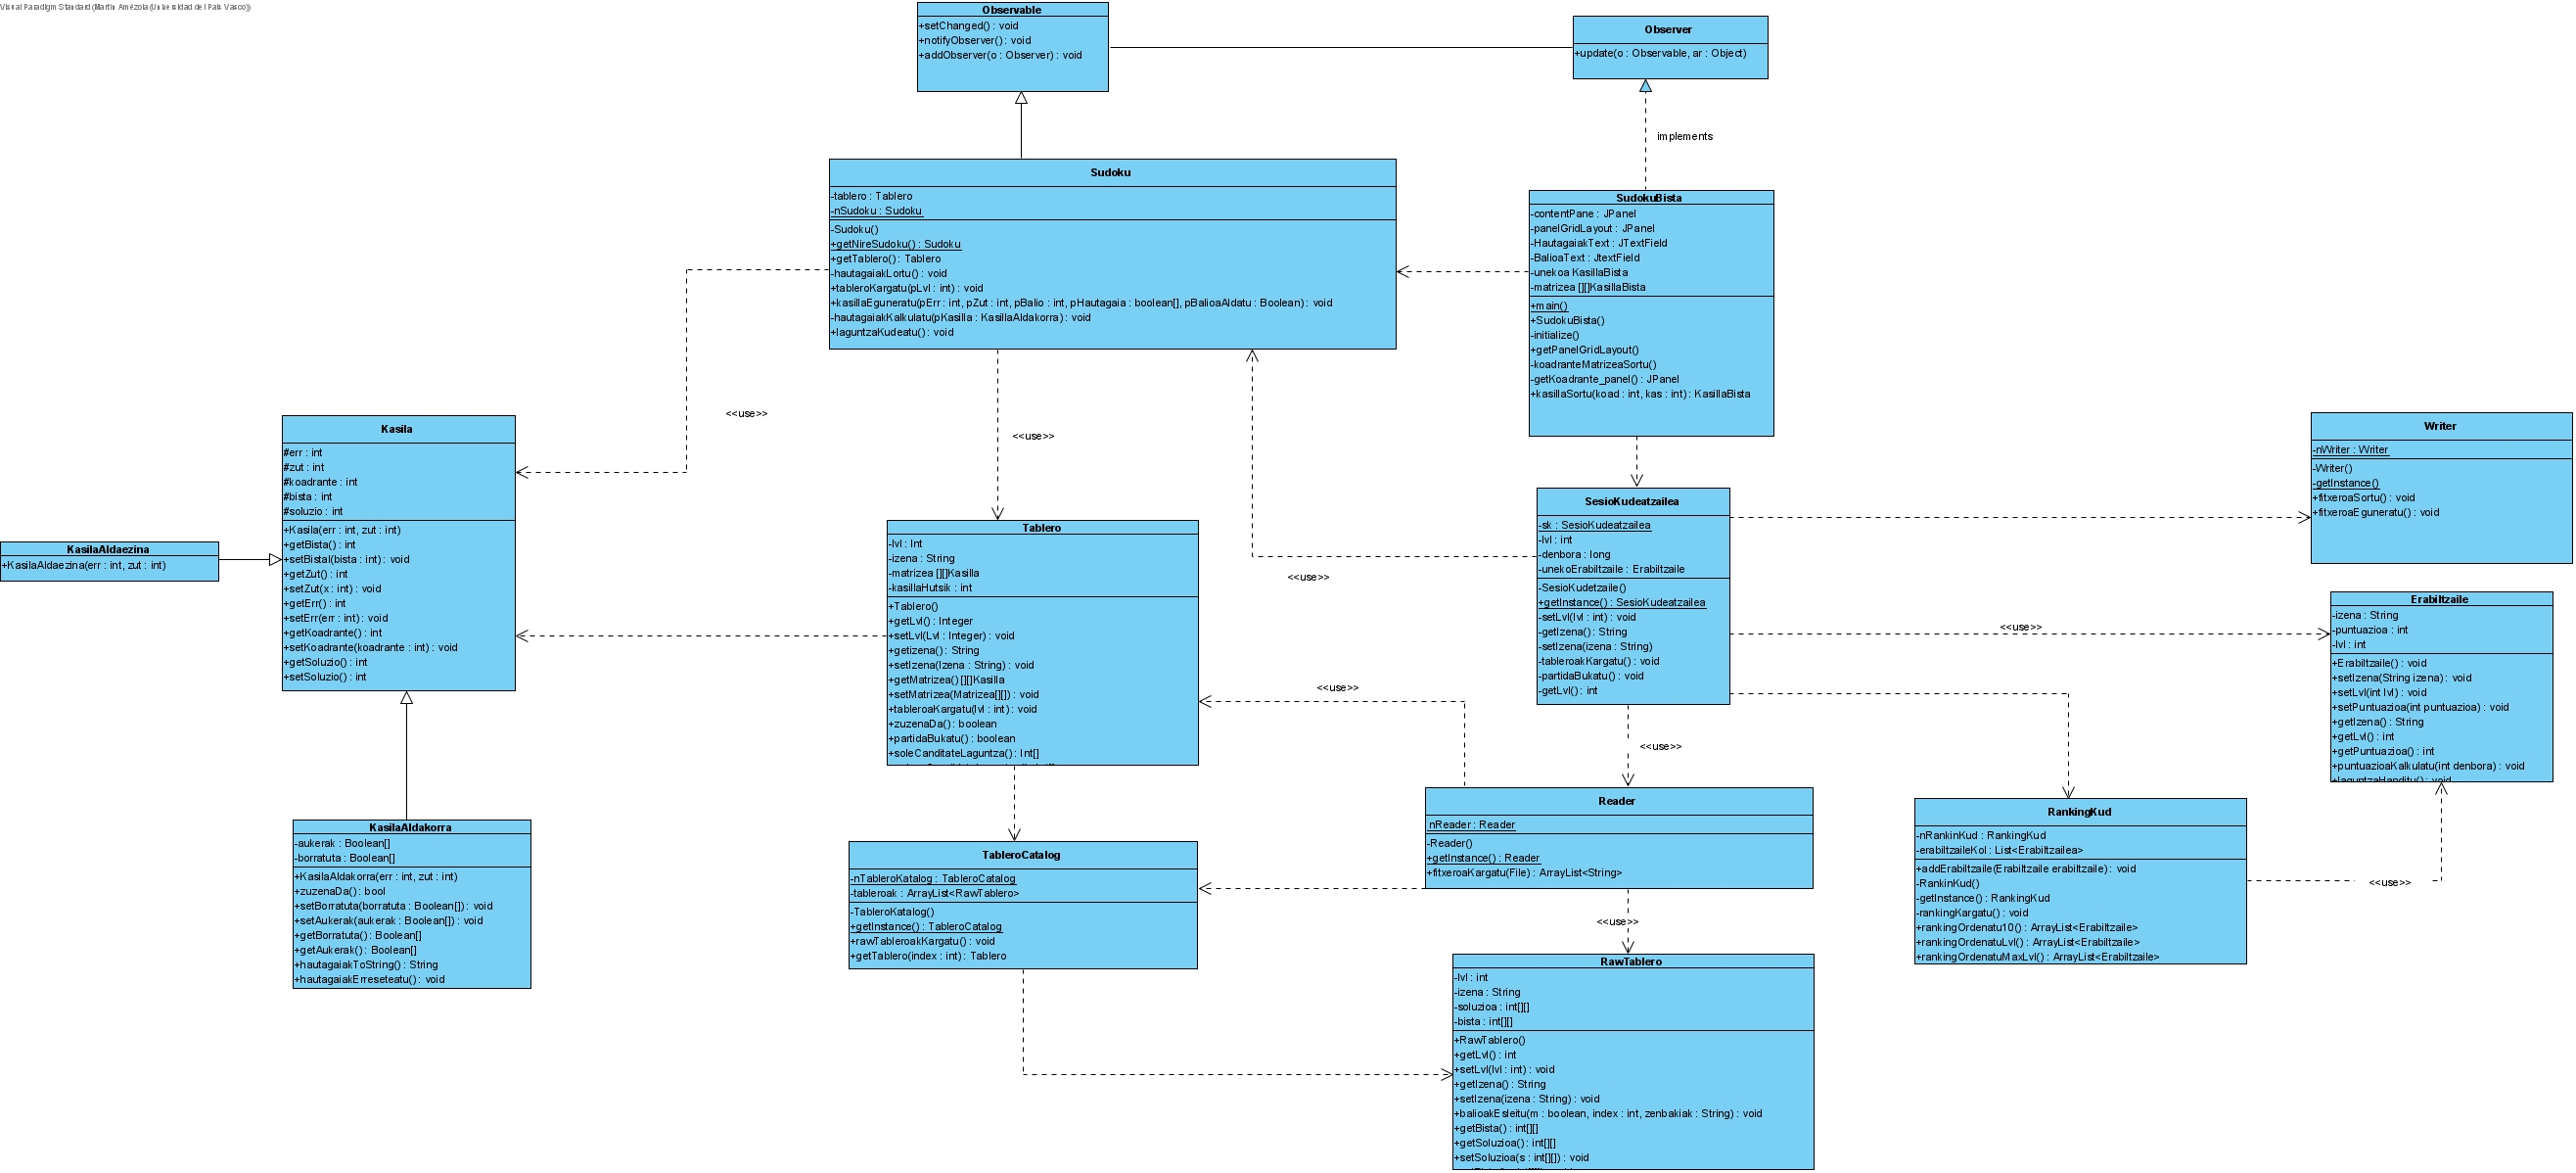 Visual Paradigm Standard (Martin Amézola (Universidad del País Vasco))
Observable
+setChanged() : void
+notifyObserver() : void
+addObserver(o : Observer) : void
Observer
+update(o : Observable, ar : Object)
implements
Sudoku
-tablero : Tablero
-nSudoku : Sudoku
-Sudoku()
+getNireSudoku() : Sudoku
+getTablero() : Tablero
-hautagaiakLortu() : void
+tableroKargatu(pLvl : int) : void
+kasillaEguneratu(pErr : int, pZut : int, pBalio : int, pHautagaia : boolean[], pBalioaAldatu : Boolean) : void
-hautagaiakKalkulatu(pKasilla : KasillaAldakorra) : void
+laguntzaKudeatu() : void
SudokuBista
-contentPane : JPanel
-panelGridLayout : JPanel
-HautagaiakText : JTextField
-BalioaText : JtextField
-unekoa KasillaBista
-matrizea [][]KasillaBista
+main()
+SudokuBista()
-initialize()
+getPanelGridLayout()
-koadranteMatrizeaSortu()
-getKoadrante_panel() : JPanel
+kasillaSortu(koad : int, kas : int) : KasillaBista
<<use>>
<<use>>
Kasila
#err : int
#zut : int
#koadrante : int
#bista : int
#soluzio : int
+Kasila(err : int, zut : int)
+getBista() : int
+setBistaI(bista : int) : void
+getZut() : int
+setZut(x : int) : void
+getErr() : int
+setErr(err : int) : void
+getKoadrante() : int
+setKoadrante(koadrante : int) : void
+getSoluzio() : int
+setSoluzio() : int
KasilaAldaezina
+KasilaAldaezina(err : int, zut : int)
KasilaAldakorra
-aukerak : Boolean[]
-borratuta : Boolean[]
+KasilaAldakorra(err : int, zut : int)
+zuzenaDa() : bool
+setBorratuta(borratuta : Boolean[]) : void
+setAukerak(aukerak : Boolean[]) : void
+getBorratuta() : Boolean[]
+getAukerak() : Boolean[]
+hautagaiakToString() : String
+hautagaiakErreseteatu() : void
Tablero
-lvl : Int
-izena : String
-matrizea [][]Kasilla
-kasillaHutsik : int
+Tablero()
+getLvl() : Integer
+setLvl(Lvl : Integer) : void
+getizena() : String
+setIzena(Izena : String) : void
+getMatrizea() [][]Kasilla
+setMatrizea(Matrizea[][]) : void
+tableroaKargatu(lvl : int) : void
+zuzenaDa() : boolean
+partidaBukatu() : boolean
+soleCanditateLaguntza() : Int[]
TableroCatalog
-nTableroKatalog : TableroCatalog
-tableroak : ArrayList<RawTablero>
-TableroKatalog()
+getInstance() : TableroCatalog
+rawTableroakKargatu() : void
+getTablero(index : int) : Tablero
SesioKudeatzailea
-sk : SesioKudeatzailea
-lvl : int
-denbora : long
-unekoErabiltzaile : Erabiltzaile
-SesioKudetzaile()
+getInstance() : SesioKudeatzailea
-setLvl(lvl : int) : void
-getIzena() : String
-setIzena(izena : String)
-tableroakKargatu() : void
-partidaBukatu() : void
-getLvl() : int
<<use>>
<<use>>
<<use>>
<<use>>
Reader
nReader : Reader
-Reader()
+getInstance() : Reader
+fitxeroaKargatu(File) : ArrayList<String>
<<use>>
RawTablero
-lvl : int
-izena : String
-soluzioa : int[][]
-bista : int[][]
+RawTablero()
+getLvl() : int
+setLvl(lvl : int) : void
+getIzena() : String
+setIzena(izena : String) : void
+balioakEsleitu(m : boolean, index : int, zenbakiak : String) : void
+getBista() : int[][]
+getSoluzioa() : int[][]
+setSoluzioa(s : int[][]) : void
Writer
-nWriter : Writer
-Writer()
-getInstance()
+fitxeroaSortu() : void
+fitxeroaEguneratu() : void
Erabiltzaile
-izena : String
-puntuazioa : int
-lvl : int
+Erabiltzaile() : void
+setIzena(String izena) : void
+setLvl(int lvl) : void
+setPuntuazioa(int puntuazioa) : void
+getIzena() : String
+getLvl() : int
+getPuntuazioa() : int
+puntuazioaKalkulatu(int denbora) : void
+laguntzaHanditu() : void
RankingKud
-nRankinKud : RankingKud
-erabiltzaileKol : List<Erabiltzailea>
+addErabiltzaile(Erabiltzaile erabiltzaile) : void
-RankinKud()
-getInstance() : RankingKud
-rankingKargatu() : void
+rankingOrdenatu10() : ArrayList<Erabiltzaile>
+rankingOrdenatuLvl() : ArrayList<Erabiltzaile>
+rankingOrdenatuMaxLvl() : ArrayList<Erabiltzaile>
<<use>>